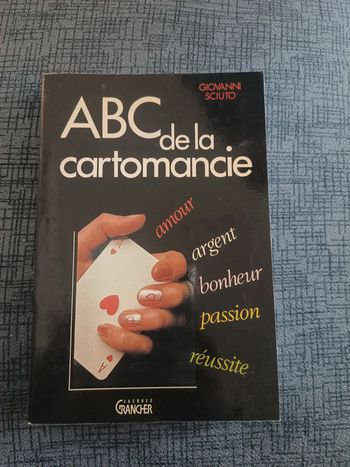 GIOVANNI
SCIUTO
ABC
de la
cartomancie
amour
argent
bonheur
passion
réussite
A
JACQUES
GRANCHER